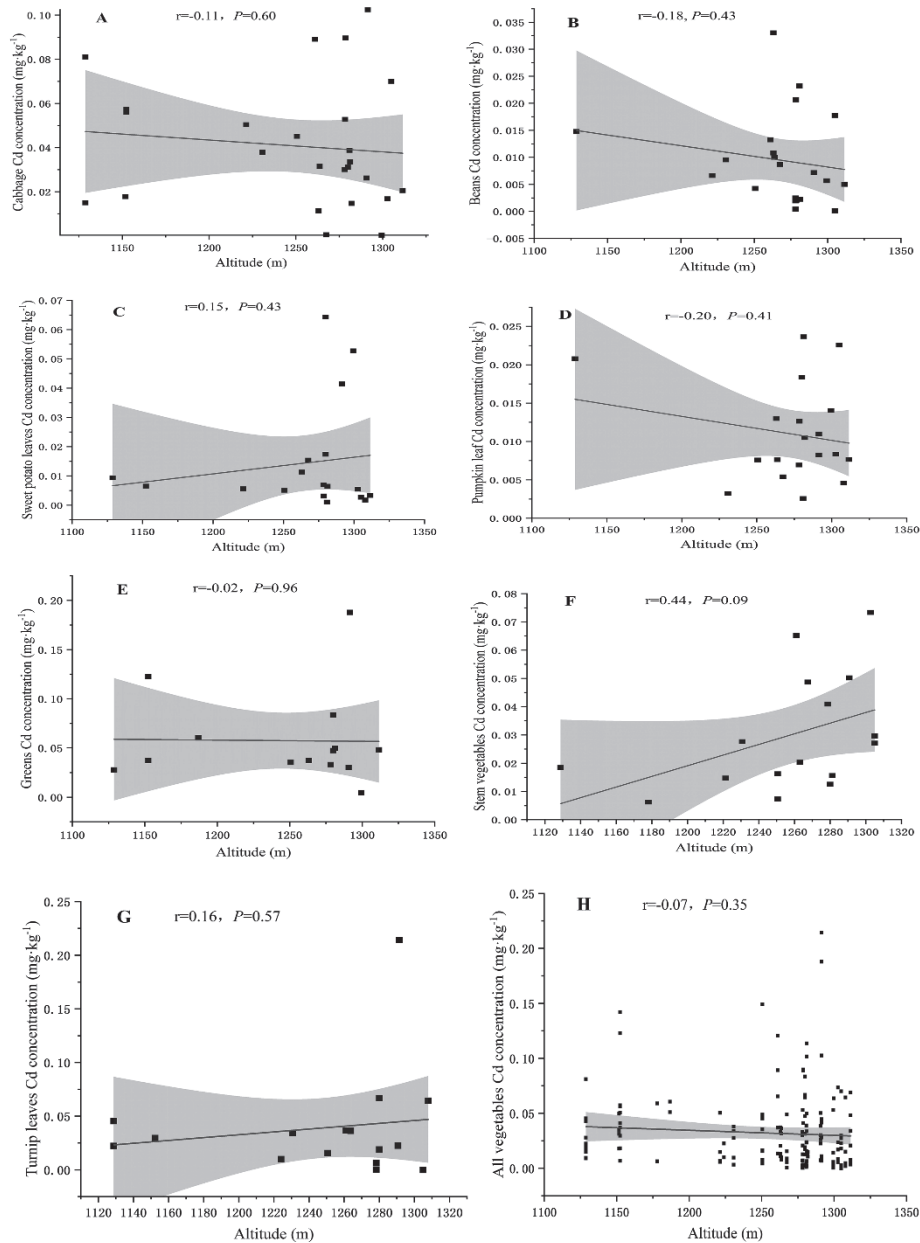 A r=-0.11, P=0.60
Cabbage Cd concentration (mg·kg⁻¹)
0.10
0.08
0.06
0.04
0.02
1150 1200 1250 1300
Altitude (m)
B r=-0.18, P=0.43
Beans Cd concentration (mg·kg⁻¹)
0.035
0.030
0.025
0.020
0.015
0.010
0.005
0.000
-0.005
1100 1150 1200 1250 1300 1350
Altitude (m)
C r=0.15, P=0.43
Sweet potato leaves Cd concentration (mg·kg⁻¹)
0.07
0.06
0.05
0.04
0.03
0.02
0.01
0.00
1100 1150 1200 1250 1300 1350
Altitude (m)
D r=-0.20, P=0.41
Pumpkin leaf Cd concentration (mg·kg⁻¹)
0.025
0.020
0.015
0.010
0.005
0.000
1100 1150 1200 1250 1300 1350
Altitude (m)
E r=-0.02, P=0.96
Greens Cd concentration (mg·kg⁻¹)
0.20
0.15
0.10
0.05
0.00
1100 1150 1200 1250 1300 1350
Altitude (m)
F r=0.44, P=0.09
Stem vegetables Cd concentration (mg·kg⁻¹)
0.08
0.07
0.06
0.05
0.04
0.03
0.02
0.01
0.00
1120 1140 1160 1180 1200 1220 1240 1260 1280 1300 1320
Altitude (m)
G r=0.16, P=0.57
Turnip leaves Cd concentration (mg·kg⁻¹)
0.25
0.20
0.15
0.10
0.05
0.00
1120 1140 1160 1180 1200 1220 1240 1260 1280 1300 1320
Altitude (m)
H r=-0.07, P=0.35
All vegetables Cd concentration (mg·kg⁻¹)
0.25
0.20
0.15
0.10
0.05
0.00
1100 1150 1200 1250 1300 1350
Altitude (m)